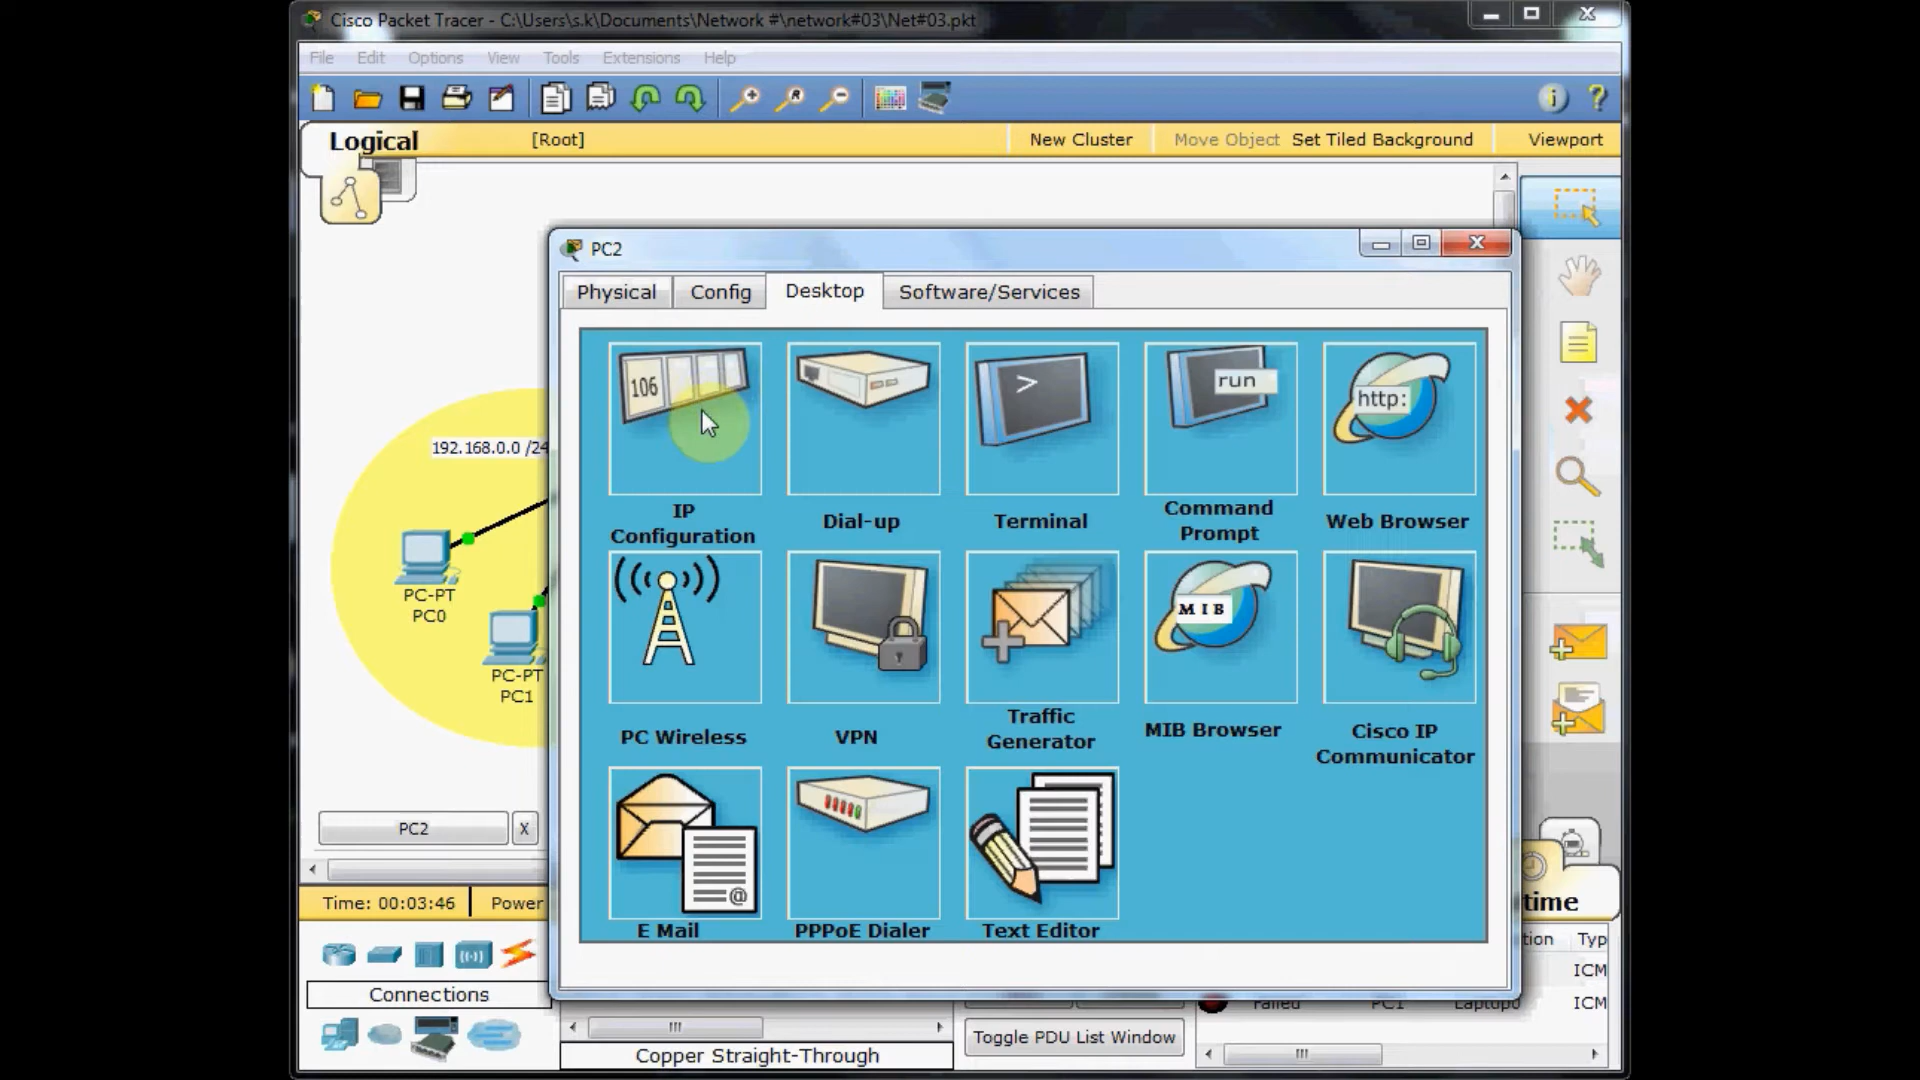 Cisco Packet Tracer - C:\Users\s.k\Documents\Network #\network#03\Net#03.pkt
File Edit Options View Tools Extensions Help
Logical [Root] New Cluster Move Object Set Tiled Background Viewport
PC2
Physical Config Desktop Software/Services
106
>
run
http:
IP Configuration
Dial-up
Terminal
Command Prompt
Web Browser
192.168.0.0 /24
PC-PT
PC0
PC-PT
PC1
MIB
PC Wireless
VPN
Traffic Generator
MIB Browser
Cisco IP Communicator
@
E Mail
PPPoE Dialer
Text Editor
PC2 X
Time: 00:03:46 Power
time
tion Typ
ICM
Failed PC1 Laptop0 ICM
Connections
Toggle PDU List Window
Copper Straight-Through